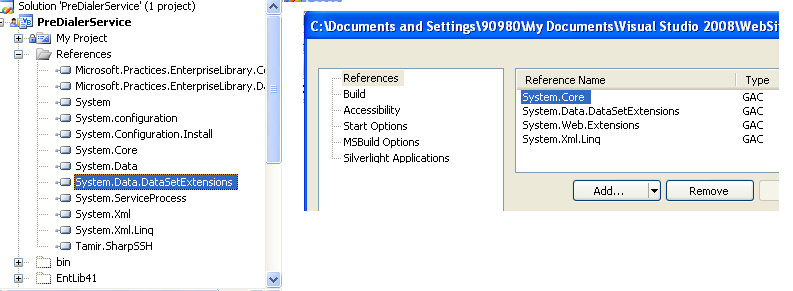 Solution 'PreDialerService' (1 project)
PreDialerService
My Project
References
Microsoft.Practices.EnterpriseLibrary.C
Microsoft.Practices.EnterpriseLibrary.D
System
System.configuration
System.Configuration.Install
System.Core
System.Data
System.Data.DataSetExtensions
System.ServiceProcess
System.Xml
System.Xml.Linq
Tamir.SharpSSH
bin
EntLib41
C:\Documents and Settings\90980\My Documents\Visual Studio 2008\WebSi
References
Build
Accessibility
Start Options
MSBuild Options
Silverlight Applications
Reference Name Type
System.Core GAC
System.Data.DataSetExtensions GAC
System.Web.Extensions GAC
System.Xml.Linq GAC
Add... Remove